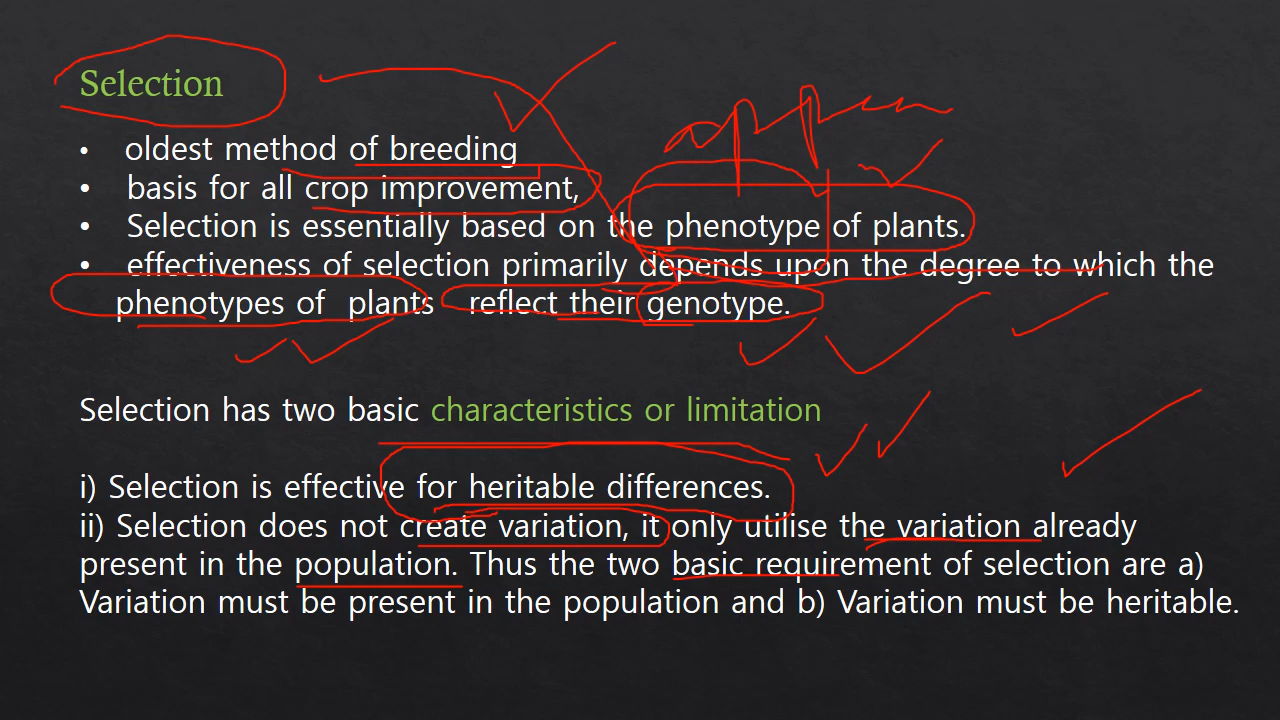 Selection
• oldest method of breeding
• basis for all crop improvement,
• Selection is essentially based on the phenotype of plants.
• effectiveness of selection primarily depends upon the degree to which the
phenotypes of plants reflect their genotype.
Selection has two basic characteristics or limitation
i) Selection is effective for heritable differences.
ii) Selection does not create variation, it only utilise the variation already
present in the population. Thus the two basic requirement of selection are a)
Variation must be present in the population and b) Variation must be heritable.